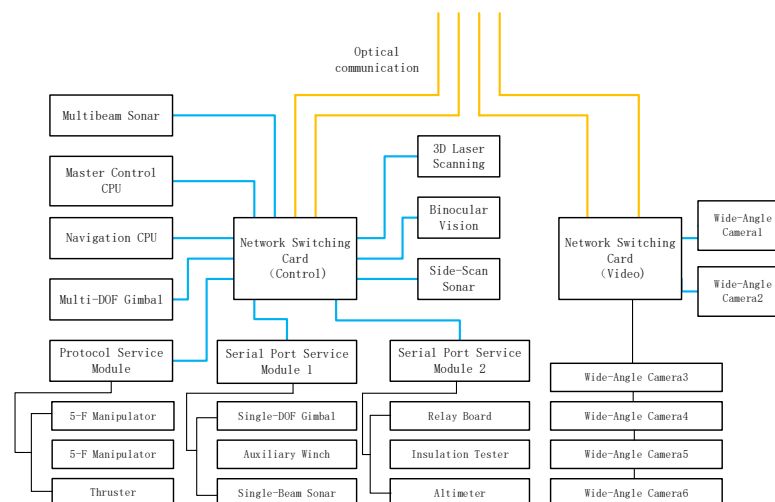 Optical
communication
Multibeam Sonar
Master Control
CPU
Navigation CPU
Multi-DOF Gimbal
Protocol Service
Module
5-F Manipulator
5-F Manipulator
Thruster
Network Switching
Card
(Control)
3D Laser
Scanning
Binocular
Vision
Side-Scan
Sonar
Serial Port Service
Module 1
Single-DOF Gimbal
Auxiliary Winch
Single-Beam Sonar
Serial Port Service
Module 2
Relay Board
Insulation Tester
Altimeter
Network Switching
Card
(Video)
Wide-Angle
Camera1
Wide-Angle
Camera2
Wide-Angle Camera3
Wide-Angle Camera4
Wide-Angle Camera5
Wide-Angle Camera6